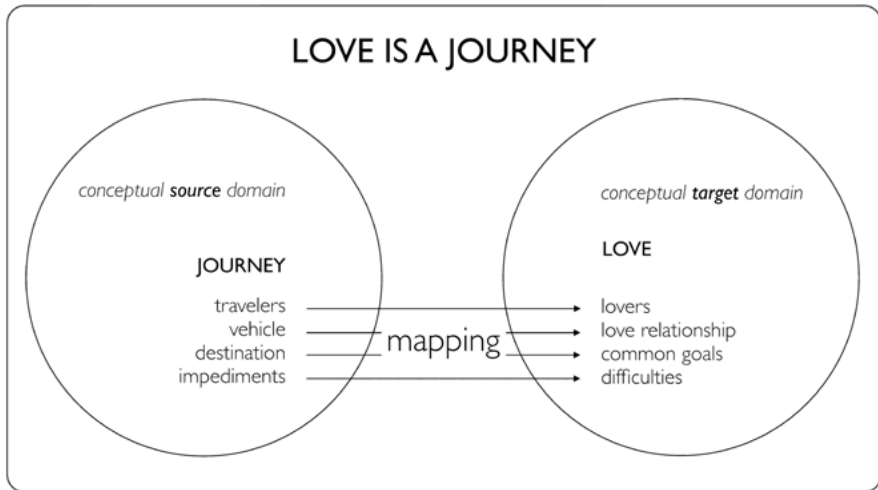 LOVE IS A JOURNEY
conceptual source domain
conceptual target domain
JOURNEY
LOVE
travelers
lovers
vehicle
love relationship
mapping
destination
common goals
impediments
difficulties